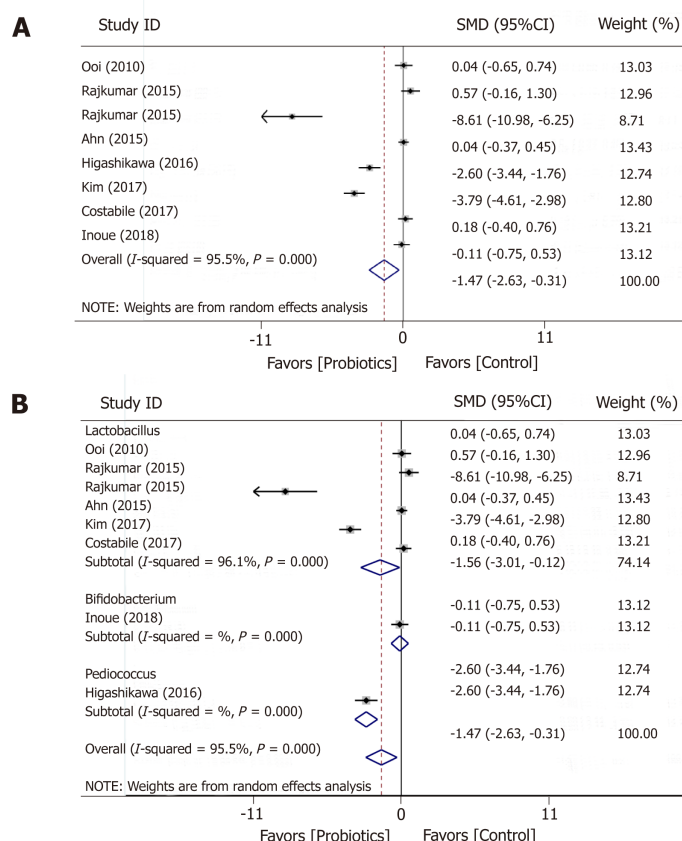 A
Study ID SMD (95%CI) Weight (%)
Ooi (2010) 0.04 (-0.65, 0.74) 13.03
Rajkumar (2015) 0.57 (-0.16, 1.30) 12.96
Rajkumar (2015) -8.61 (-10.98, -6.25) 8.71
Ahn (2015) 0.04 (-0.37, 0.45) 13.43
Higashikawa (2016) -2.60 (-3.44, -1.76) 12.74
Kim (2017) -3.79 (-4.61, -2.98) 12.80
Costabile (2017) 0.18 (-0.40, 0.76) 13.21
Inoue (2018) -0.11 (-0.75, 0.53) 13.12
Overall (I-squared = 95.5%, P = 0.000) -1.47 (-2.63, -0.31) 100.00
NOTE: Weights are from random effects analysis
-11 0 11
Favors [Probiotics] Favors [Control]
B
Study ID SMD (95%CI) Weight (%)
Lactobacillus
Ooi (2010) 0.04 (-0.65, 0.74) 13.03
Rajkumar (2015) 0.57 (-0.16, 1.30) 12.96
Rajkumar (2015) -8.61 (-10.98, -6.25) 8.71
Ahn (2015) 0.04 (-0.37, 0.45) 13.43
Kim (2017) -3.79 (-4.61, -2.98) 12.80
Costabile (2017) 0.18 (-0.40, 0.76) 13.21
Subtotal (I-squared = 96.1%, P = 0.000) -1.56 (-3.01, -0.12) 74.14
Bifidobacterium
Inoue (2018) -0.11 (-0.75, 0.53) 13.12
Subtotal (I-squared = %, P = 0.000) -0.11 (-0.75, 0.53) 13.12
Pediococcus
Higashikawa (2016) -2.60 (-3.44, -1.76) 12.74
Subtotal (I-squared = %, P = 0.000) -2.60 (-3.44, -1.76) 12.74
Overall (I-squared = 95.5%, P = 0.000) -1.47 (-2.63, -0.31) 100.00
NOTE: Weights are from random effects analysis
-11 0 11
Favors [Probiotics] Favors [Control]